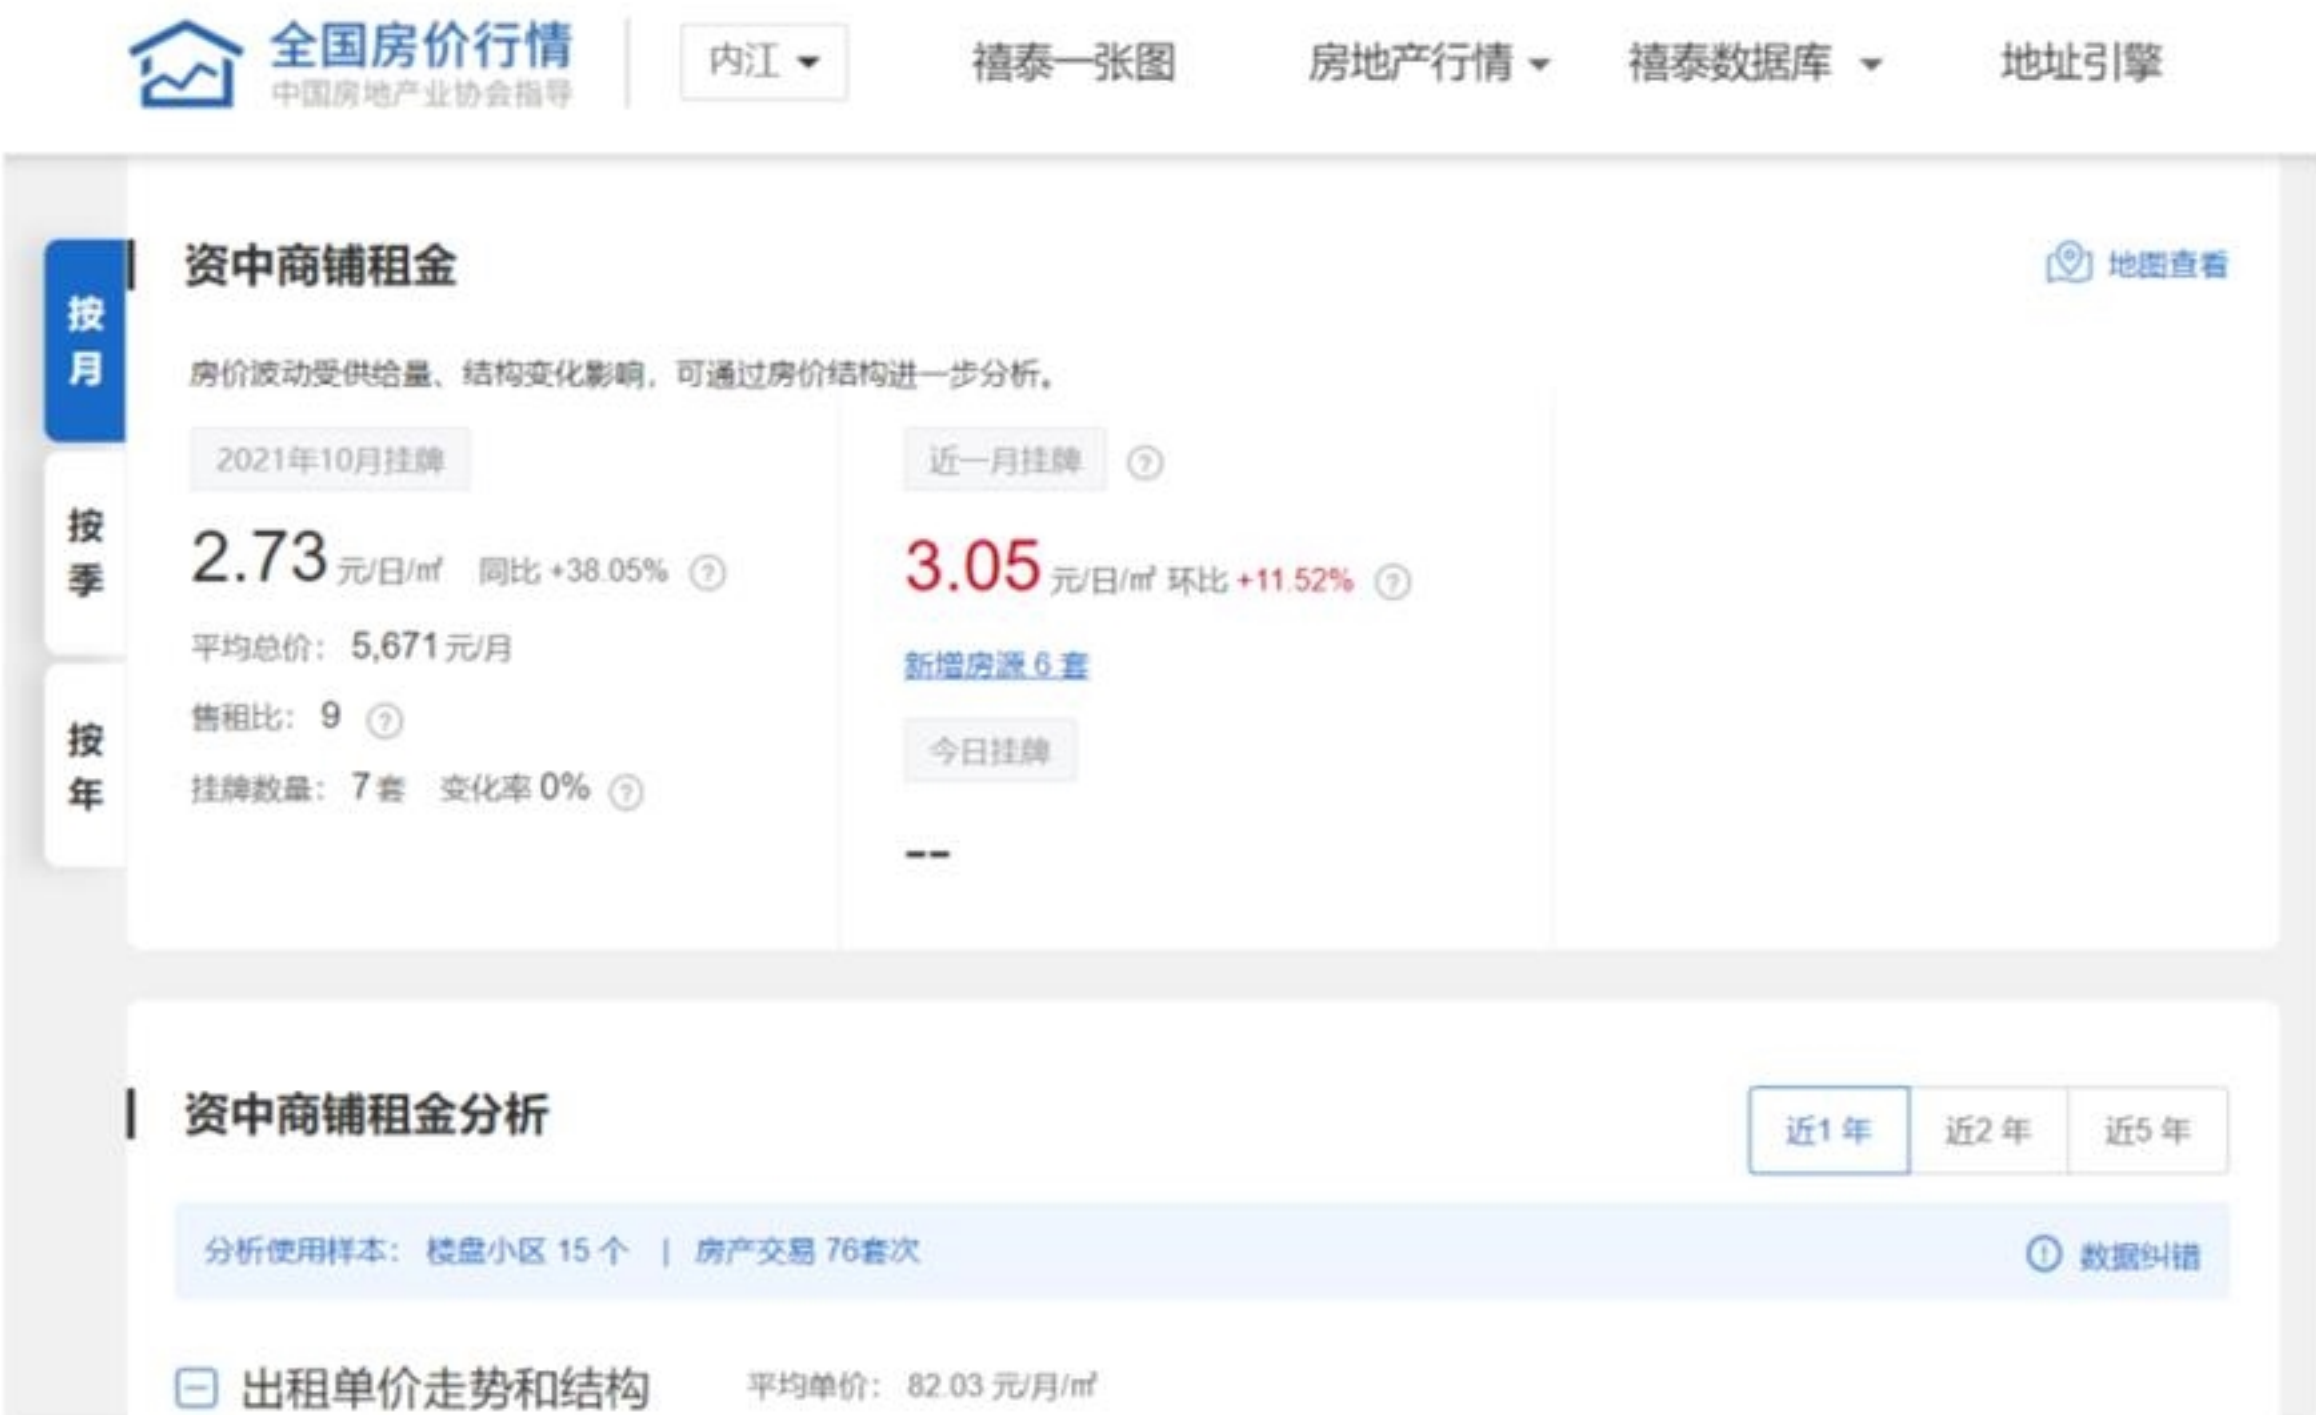 全国房价行情
中国房地产业协会指导
内江
禧泰一张图
房地产行情
禧泰数据库
地址引擎
按月
按季
按年
资中商铺租金
地图查看
房价波动受供给量、结构变化影响，可通过房价结构进一步分析。
2021年10月挂牌
2.73 元/日/㎡ 同比 +38.05% ?
平均总价： 5,671 元/月
售租比： 9 ?
挂牌数量： 7 套 变化率 0% ?
近一月挂牌 ?
3.05 元/日/㎡ 环比 +11.52% ?
新增房源 6 套
今日挂牌
--
资中商铺租金分析
近1 年
近2 年
近5 年
分析使用样本： 楼盘小区 15 个 | 房产交易 76套次
数据纠错
出租单价走势和结构 平均单价： 82.03 元/月/㎡